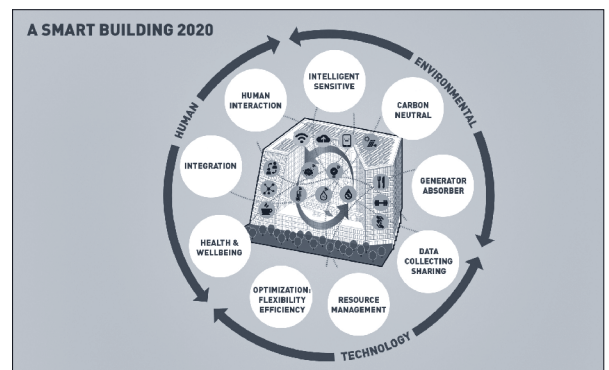 A SMART BUILDING 2020
INTELLIGENT
SENSITIVE
CARBON
NEUTRAL
GENERATOR
ABSORBER
DATA
COLLECTING
SHARING
RESOURCE
MANAGEMENT
OPTIMIZATION:
FLEXIBILITY
EFFICIENCY
HEALTH &
WELLBEING
INTEGRATION
HUMAN
INTERACTION
ENVIRONMENTAL
TECHNOLOGY
HUMAN